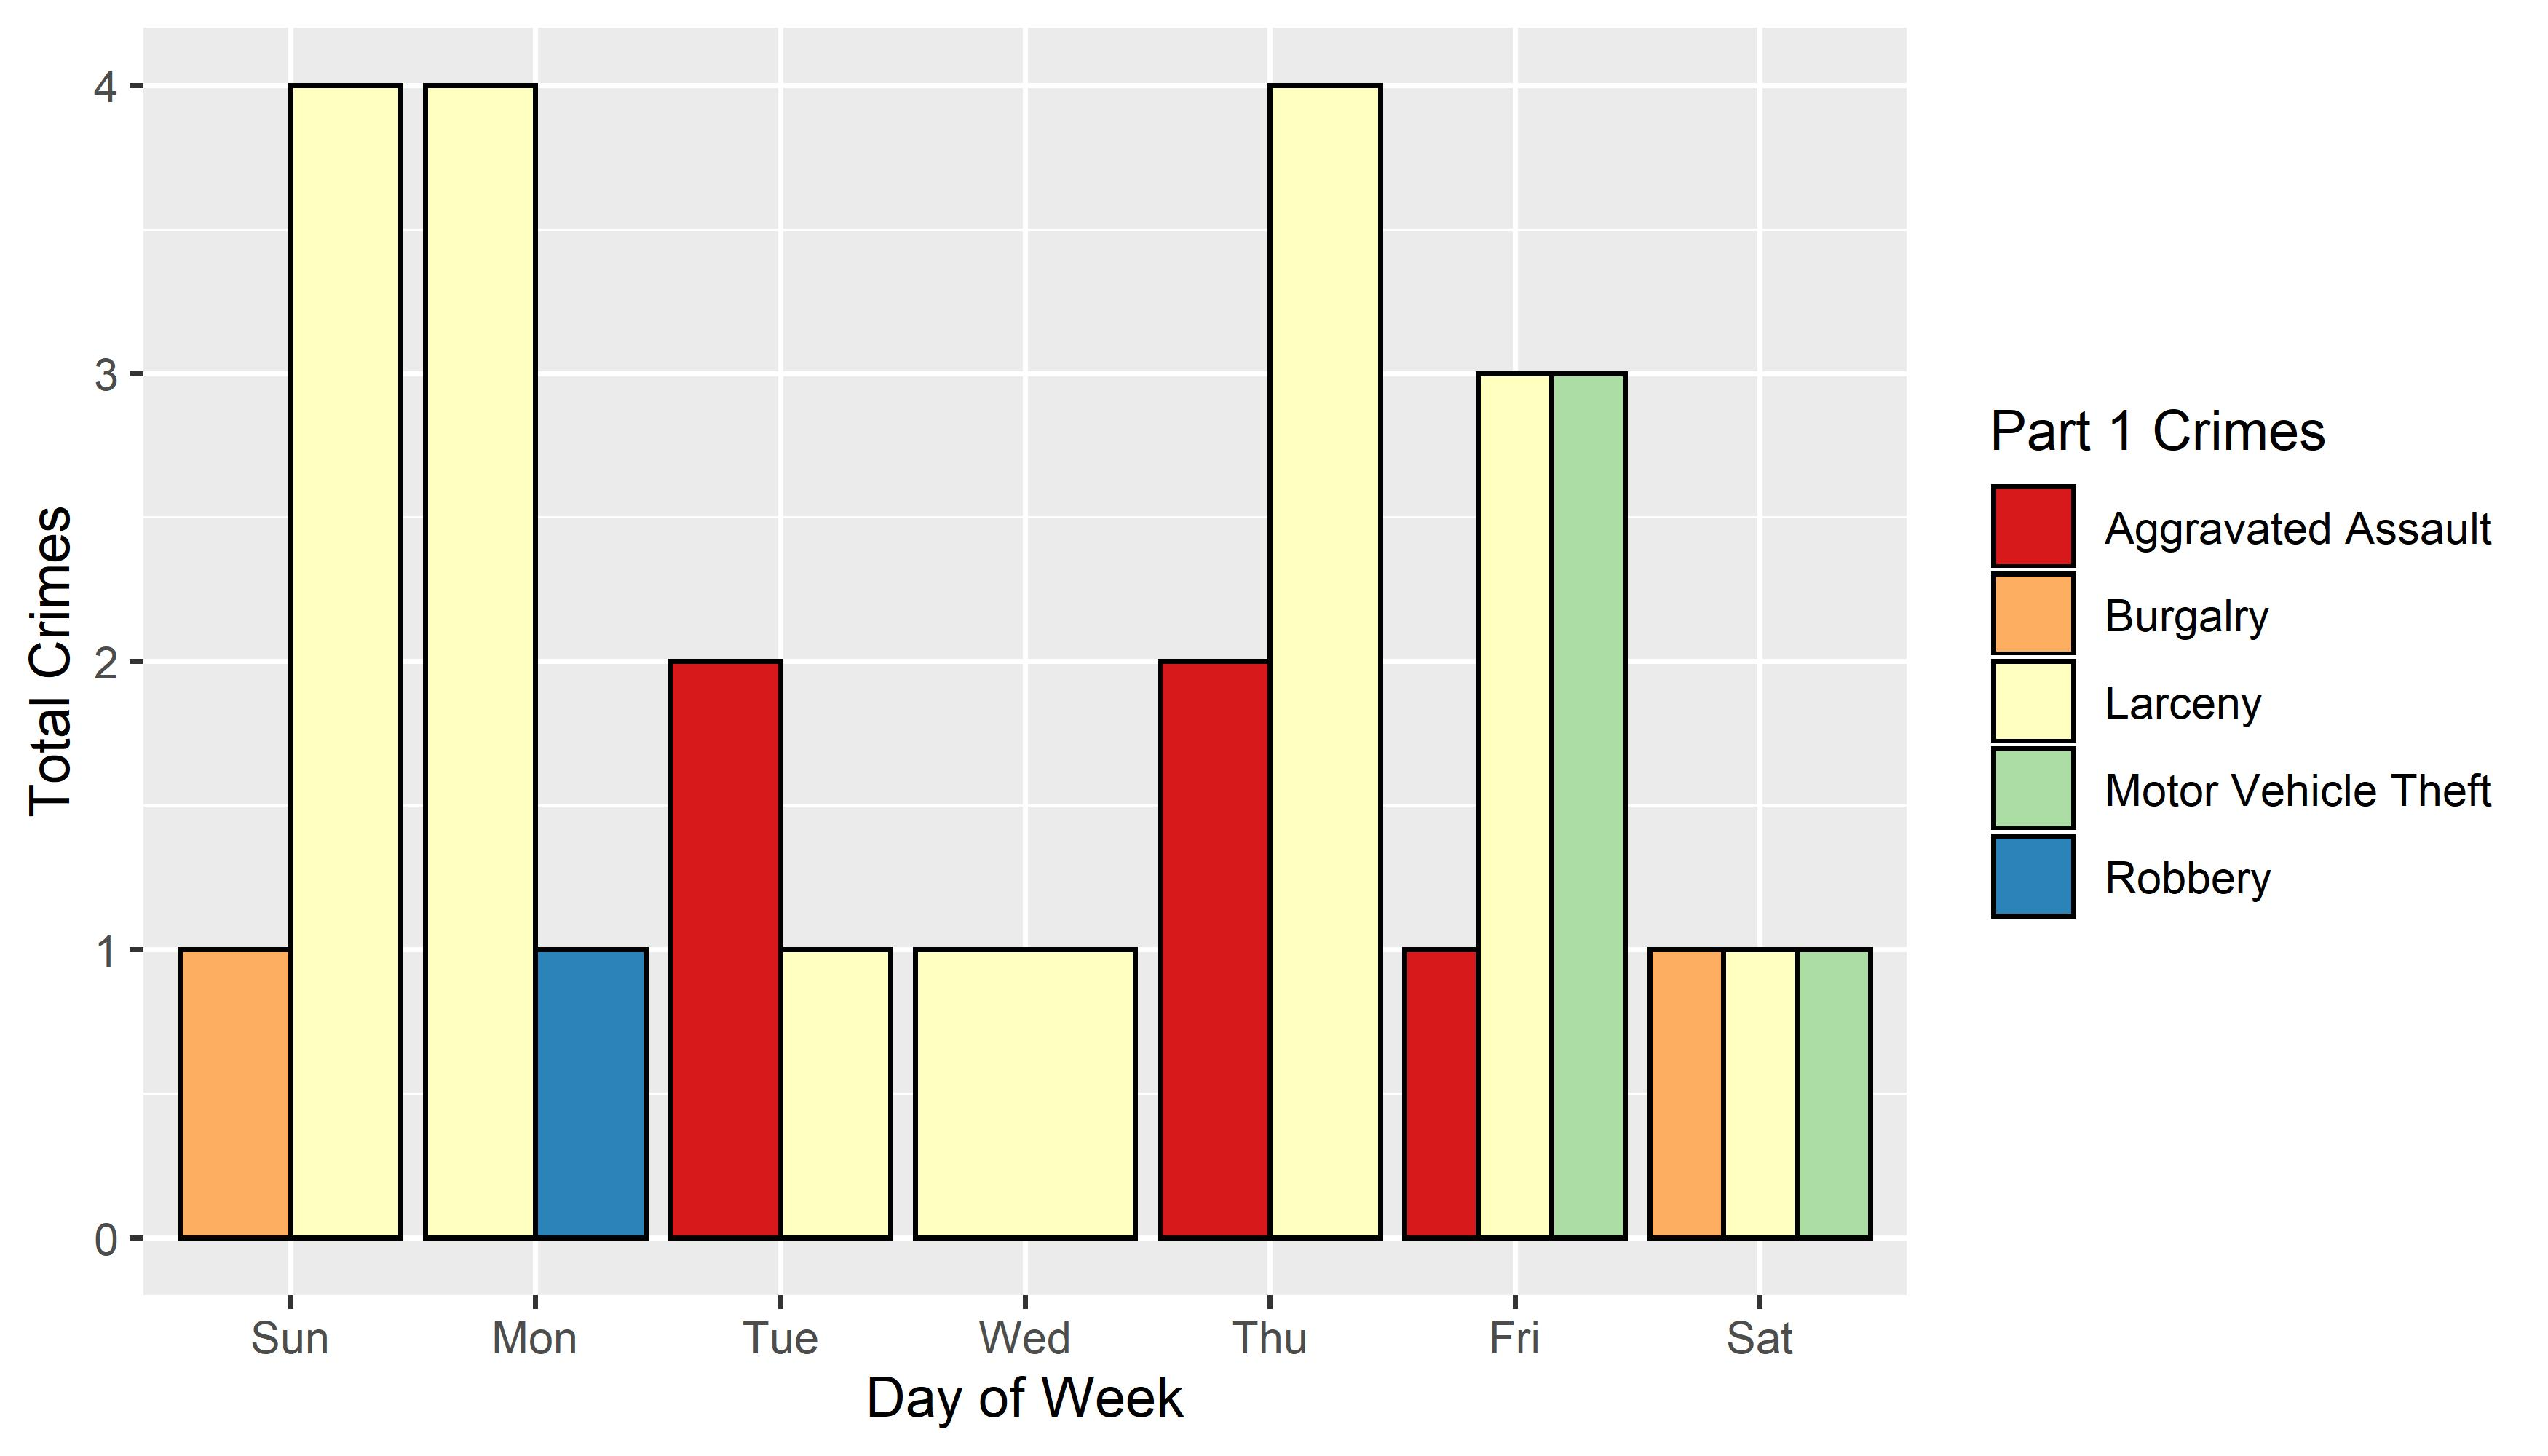 4
3
2
1
0
Total Crimes
Sun Mon Tue Wed Thu Fri Sat
Day of Week
Part 1 Crimes
Aggravated Assault
Burgalry
Larceny
Motor Vehicle Theft
Robbery